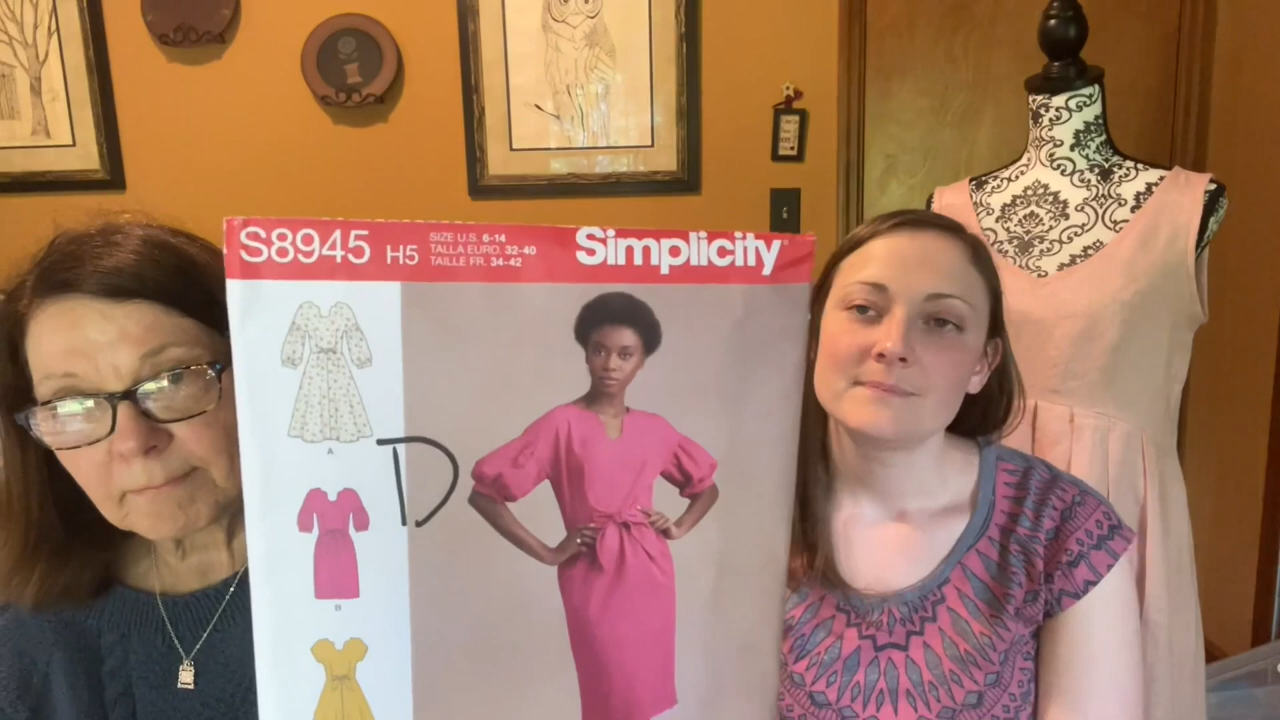 S8945 H5
SIZE U.S. 6-14
TALLA EURO. 32-40
TAILLE FR. 34-42
Simplicity
A
D
B